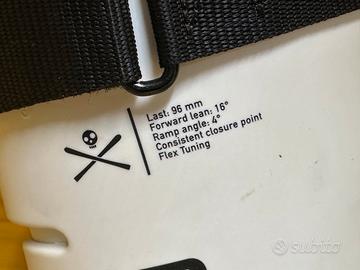 Last: 96 mm
Forward lean: 16°
Ramp angle: 4°
Consistent closure point
Flex Tuning
subito